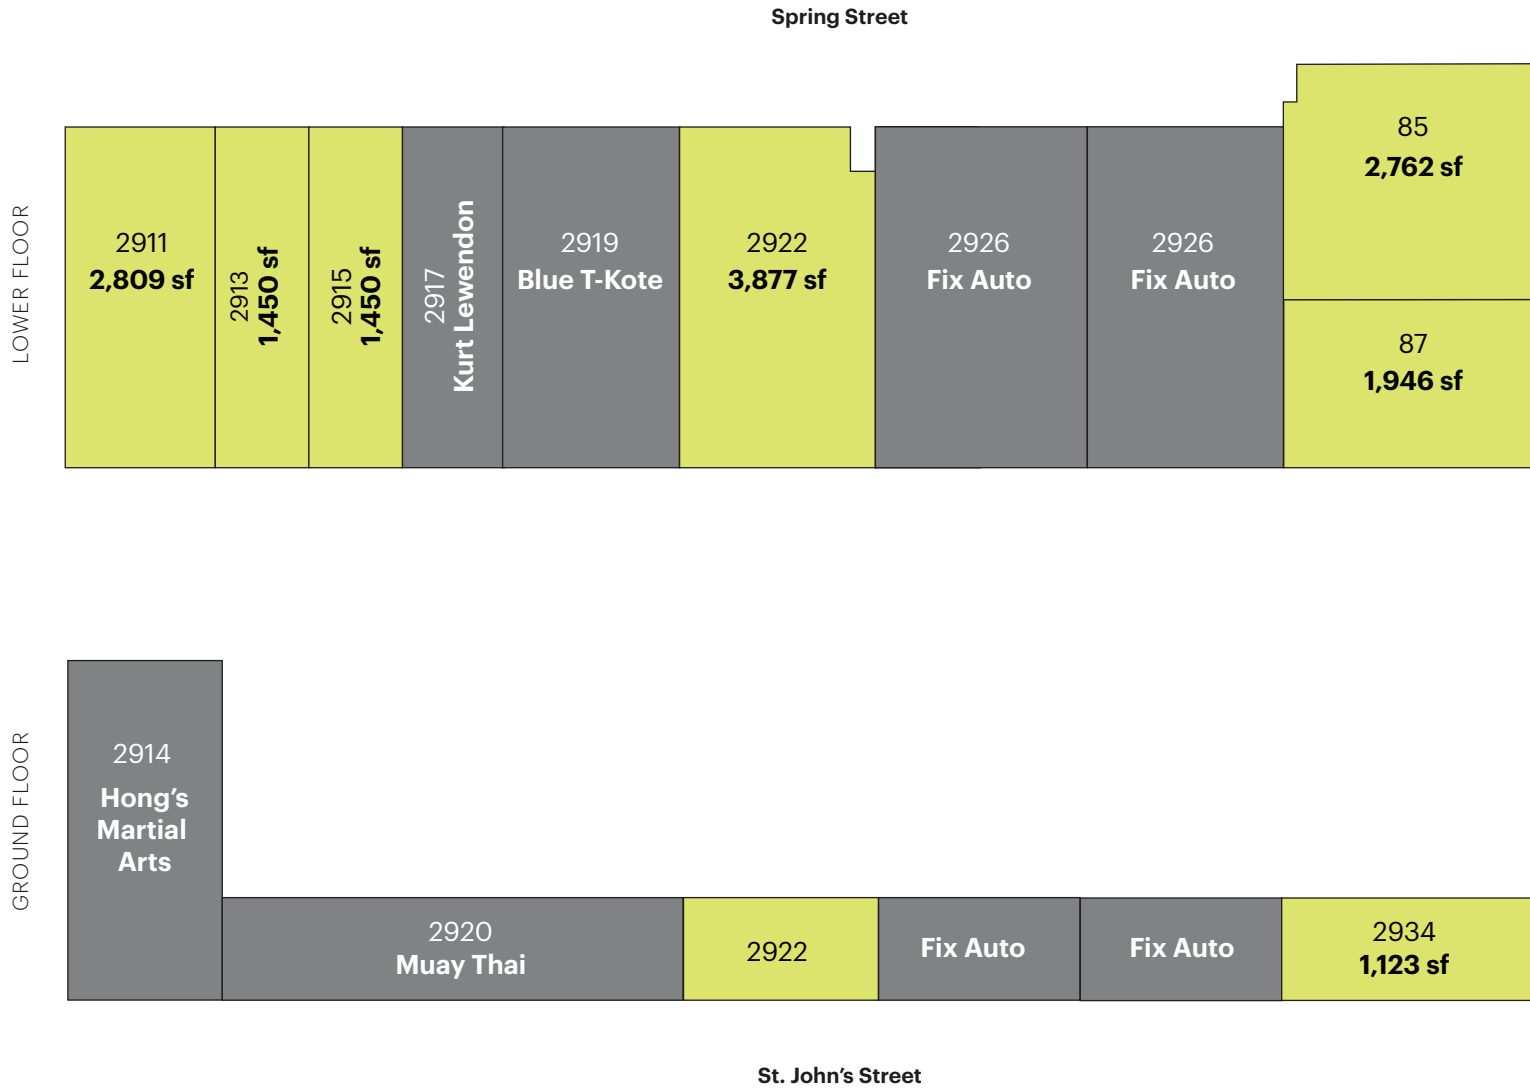 Spring Street
LOWER FLOOR
2911
2,809 sf
2913
1,450 sf
2915
1,450 sf
2917
Kurt Lewendon
2919
Blue T-Kote
2922
3,877 sf
2926
Fix Auto
2926
Fix Auto
85
2,762 sf
87
1,946 sf
GROUND FLOOR
2914
Hong’s
Martial
Arts
2920
Muay Thai
2922
Fix Auto
Fix Auto
2934
1,123 sf
St. John’s Street